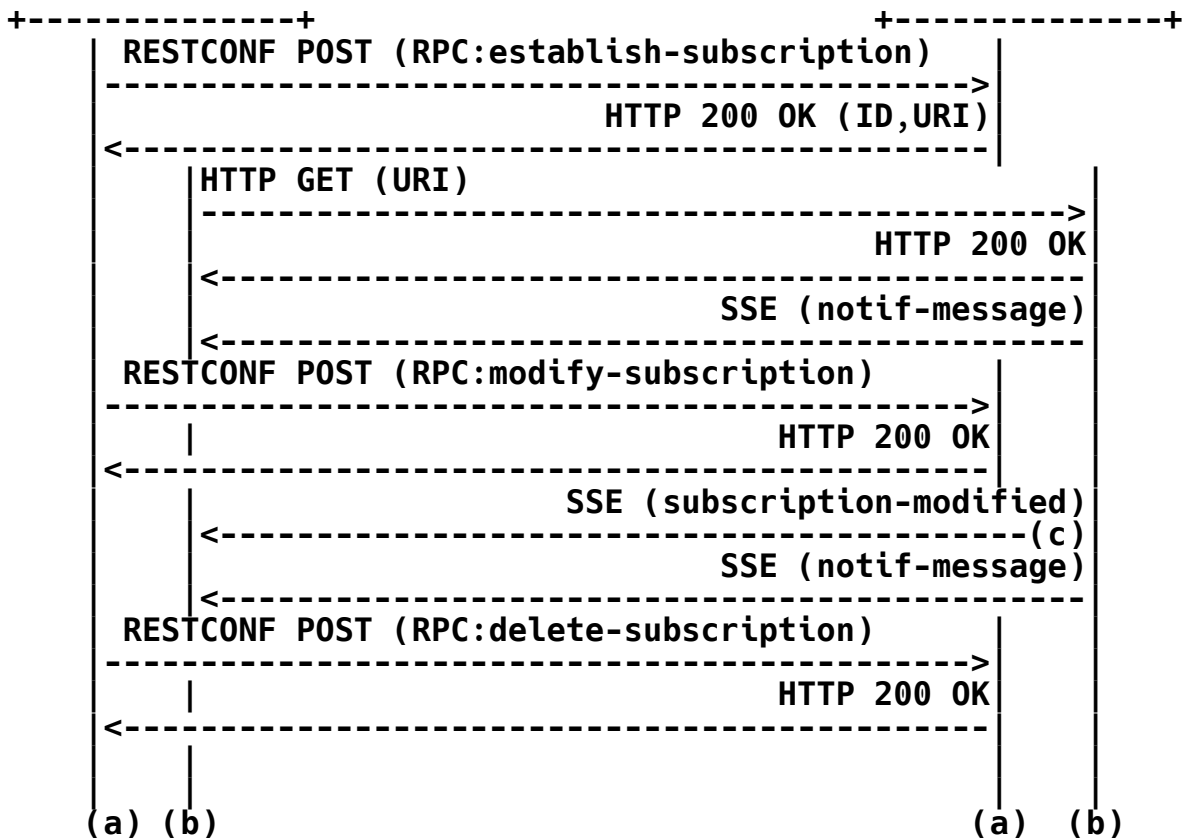 +--------------+ +--------------+
RESTCONF POST (RPC:establish-subscription)
HTTP 200 OK (ID,URI)
HTTP GET (URI)
HTTP 200 OK
SSE (notif-message)
RESTCONF POST (RPC:modify-subscription)
HTTP 200 OK
SSE (subscription-modified)
(c)
SSE (notif-message)
RESTCONF POST (RPC:delete-subscription)
HTTP 200 OK
(a) (b) (a) (b)